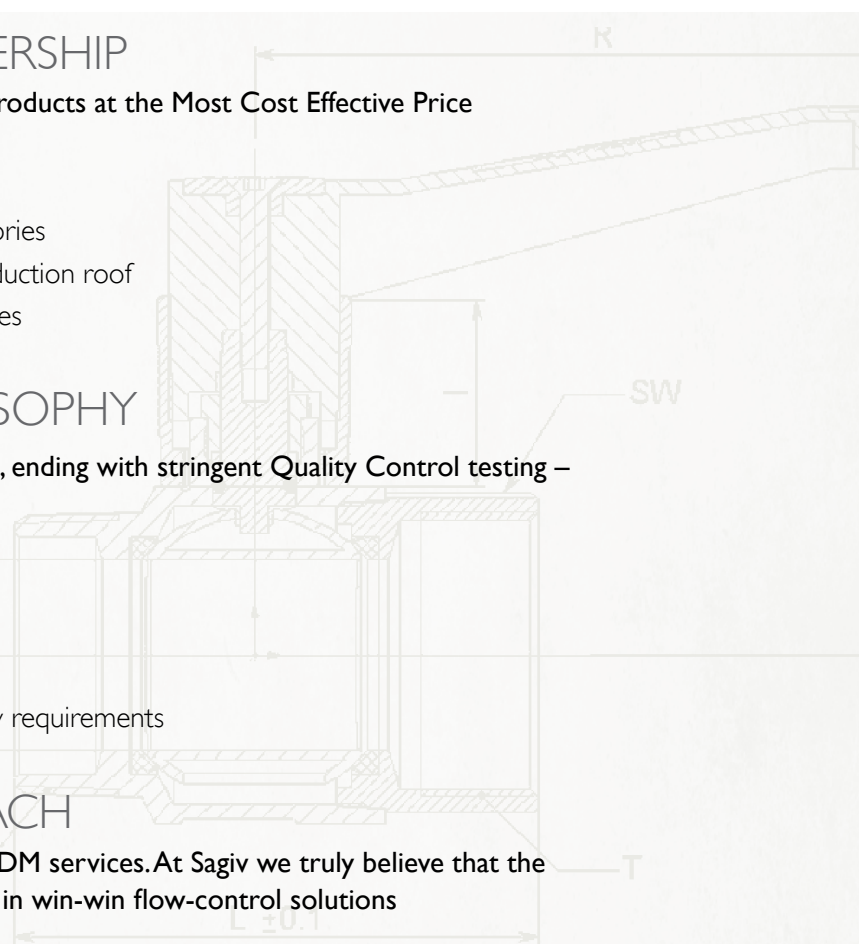 ERSHIP
R
roducts at the Most Cost Effective Price
ories
duction roof
es
I
SW
SOPHY
, ending with stringent Quality Control testing –
y requirements
ACH
DM services. At Sagiv we truly believe that the
T
in win-win flow-control solutions
L ±0.1